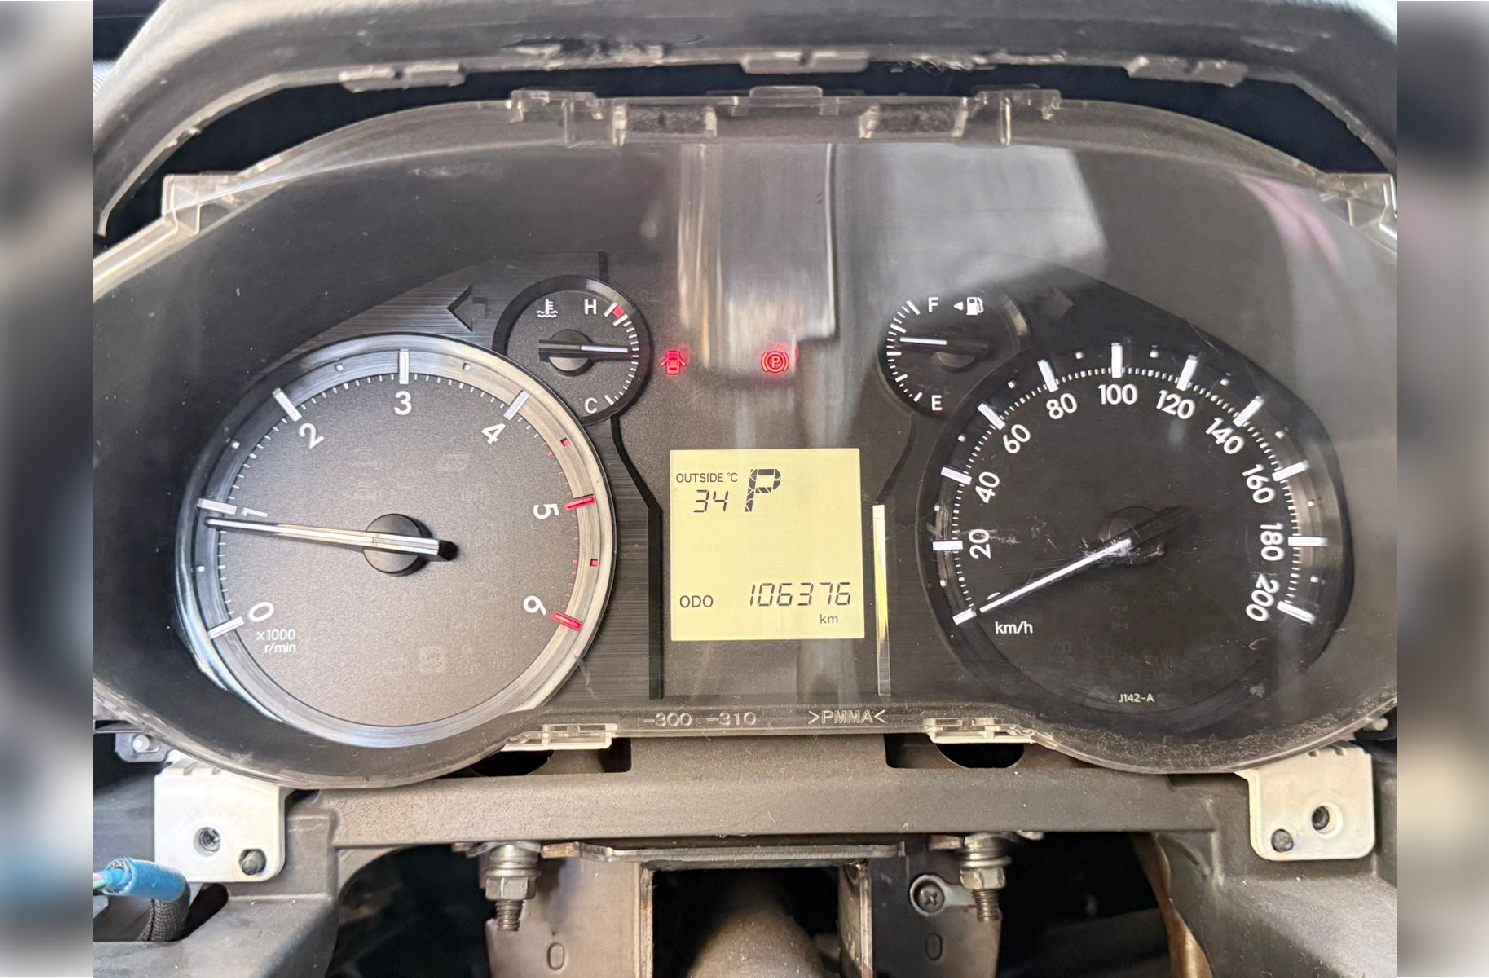 H
C
F
E
0
1
2
3
4
5
6
x1000
r/min
OUTSIDE °C
34 P
ODO 106376
km
20
40
60
80
100
120
140
160
180
200
km/h
J142-A
-300 -310 >PMMA<